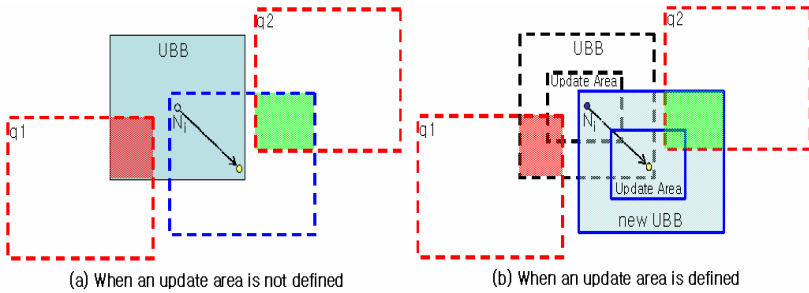 q2
UBB
q1
Ni
(a) When an update area is not defined
q2
UBB
Update Area
q1
Ni
Update Area
new UBB
(b) When an update area is defined